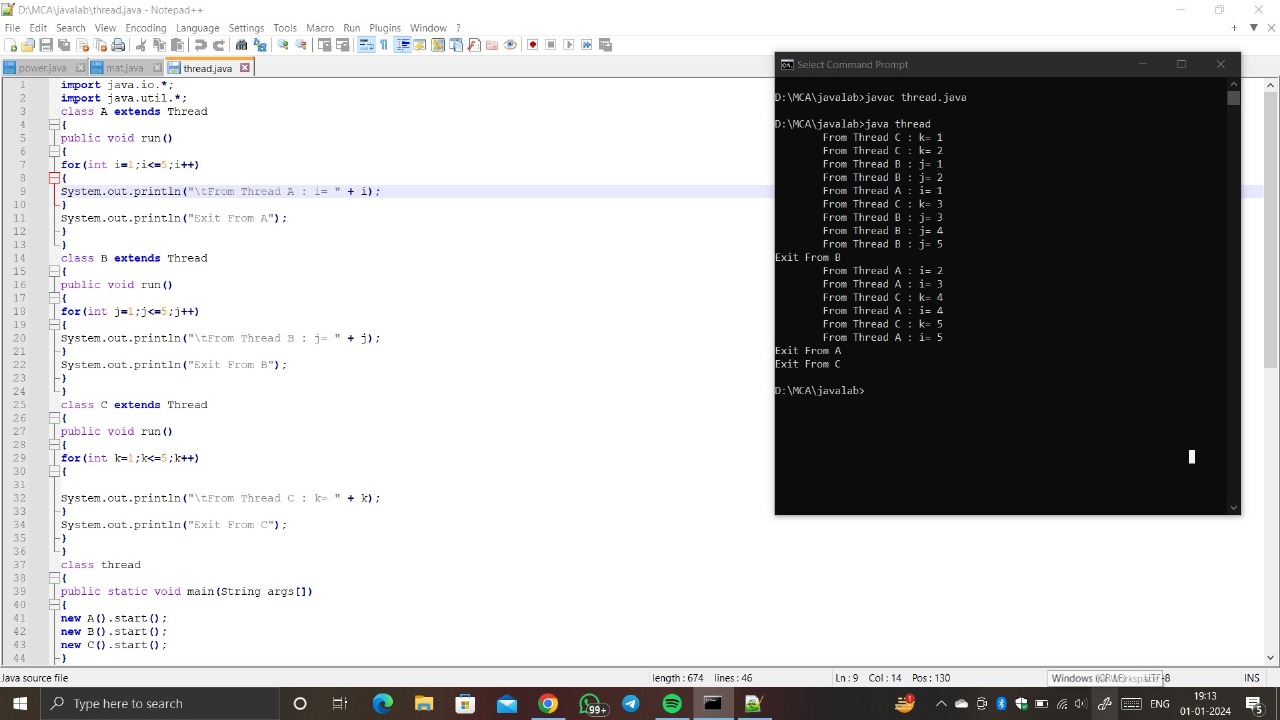 D:\MCA\javalab\thread.java - Notepad++
File Edit Search View Encoding Language Settings Tools Macro Run Plugins Window ?
power.java mat.java thread.java
1 import java.io.*;
2 import java.util.*;
3 class A extends Thread
4 {
5 public void run()
6 {
7 for(int i=1;i<=5;i++)
8 {
9 System.out.println("\tFrom Thread A : i= " + i);
10 }
11 System.out.println("Exit From A");
12 }
13 }
14 class B extends Thread
15 {
16 public void run()
17 {
18 for(int j=1;j<=5;j++)
19 {
20 System.out.println("\tFrom Thread B : j= " + j);
21 }
22 System.out.println("Exit From B");
23 }
24 }
25 class C extends Thread
26 {
27 public void run()
28 {
29 for(int k=1;k<=5;k++)
30 {
31
32 System.out.println("\tFrom Thread C : k= " + k);
33 }
34 System.out.println("Exit From C");
35 }
36 }
37 class thread
38 {
39 public static void main(String args[])
40 {
41 new A().start();
42 new B().start();
43 new C().start();
44 }
Select Command Prompt
D:\MCA\javalab>javac thread.java
D:\MCA\javalab>java thread
From Thread C : k= 1
From Thread C : k= 2
From Thread B : j= 1
From Thread B : j= 2
From Thread A : i= 1
From Thread C : k= 3
From Thread B : j= 3
From Thread B : j= 4
From Thread B : j= 5
Exit From B
From Thread A : i= 2
From Thread A : i= 3
From Thread C : k= 4
From Thread A : i= 4
From Thread C : k= 5
From Thread A : i= 5
Exit From A
Exit From C
D:\MCA\javalab>
Java source file length : 674 lines : 46 Ln : 9 Col : 14 Pos : 130 Windows INS
Type here to search
99+
ENG
19:13
01-01-2024
5